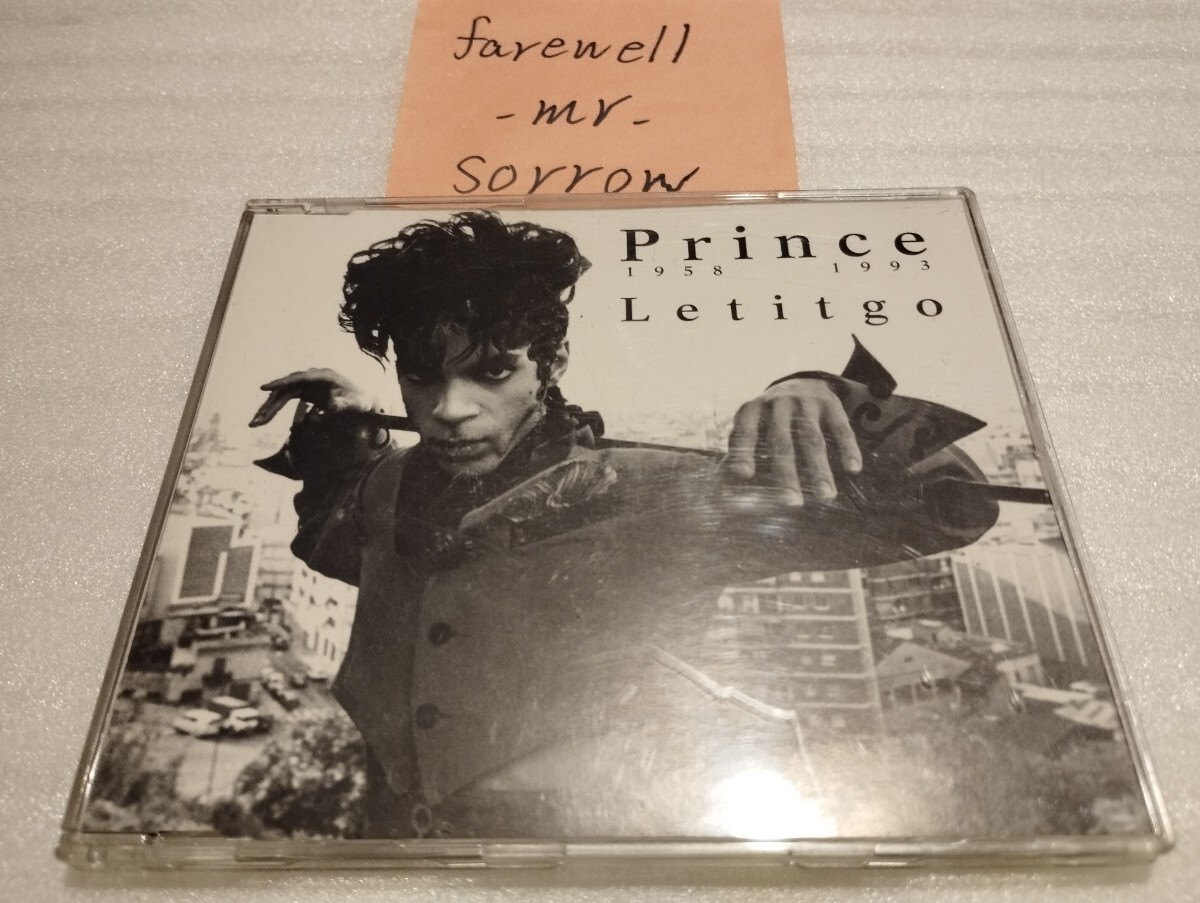 farewell
-mr-
sorrow
Prince
1958 1993
Letitgo